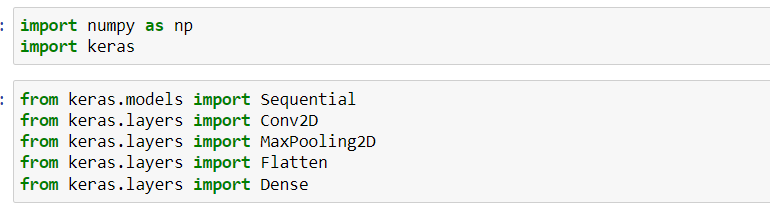 : import numpy as np
import keras
: from keras.models import Sequential
from keras.layers import Conv2D
from keras.layers import MaxPooling2D
from keras.layers import Flatten
from keras.layers import Dense